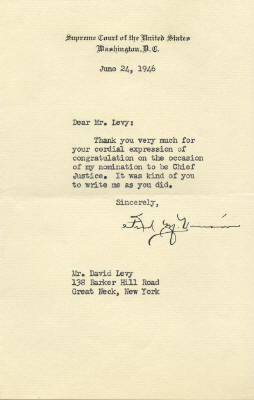 Supreme Court of the United States
Washington, D.C.
June 24, 1946
Dear Mr. Levy:
Thank you very much for
your cordial expression of
congratulation on the occasion
of my nomination to be Chief
Justice. It was kind of you
to write me as you did.
Sincerely,
Mr. David Levy
138 Barker Hill Road
Great Neck, New York